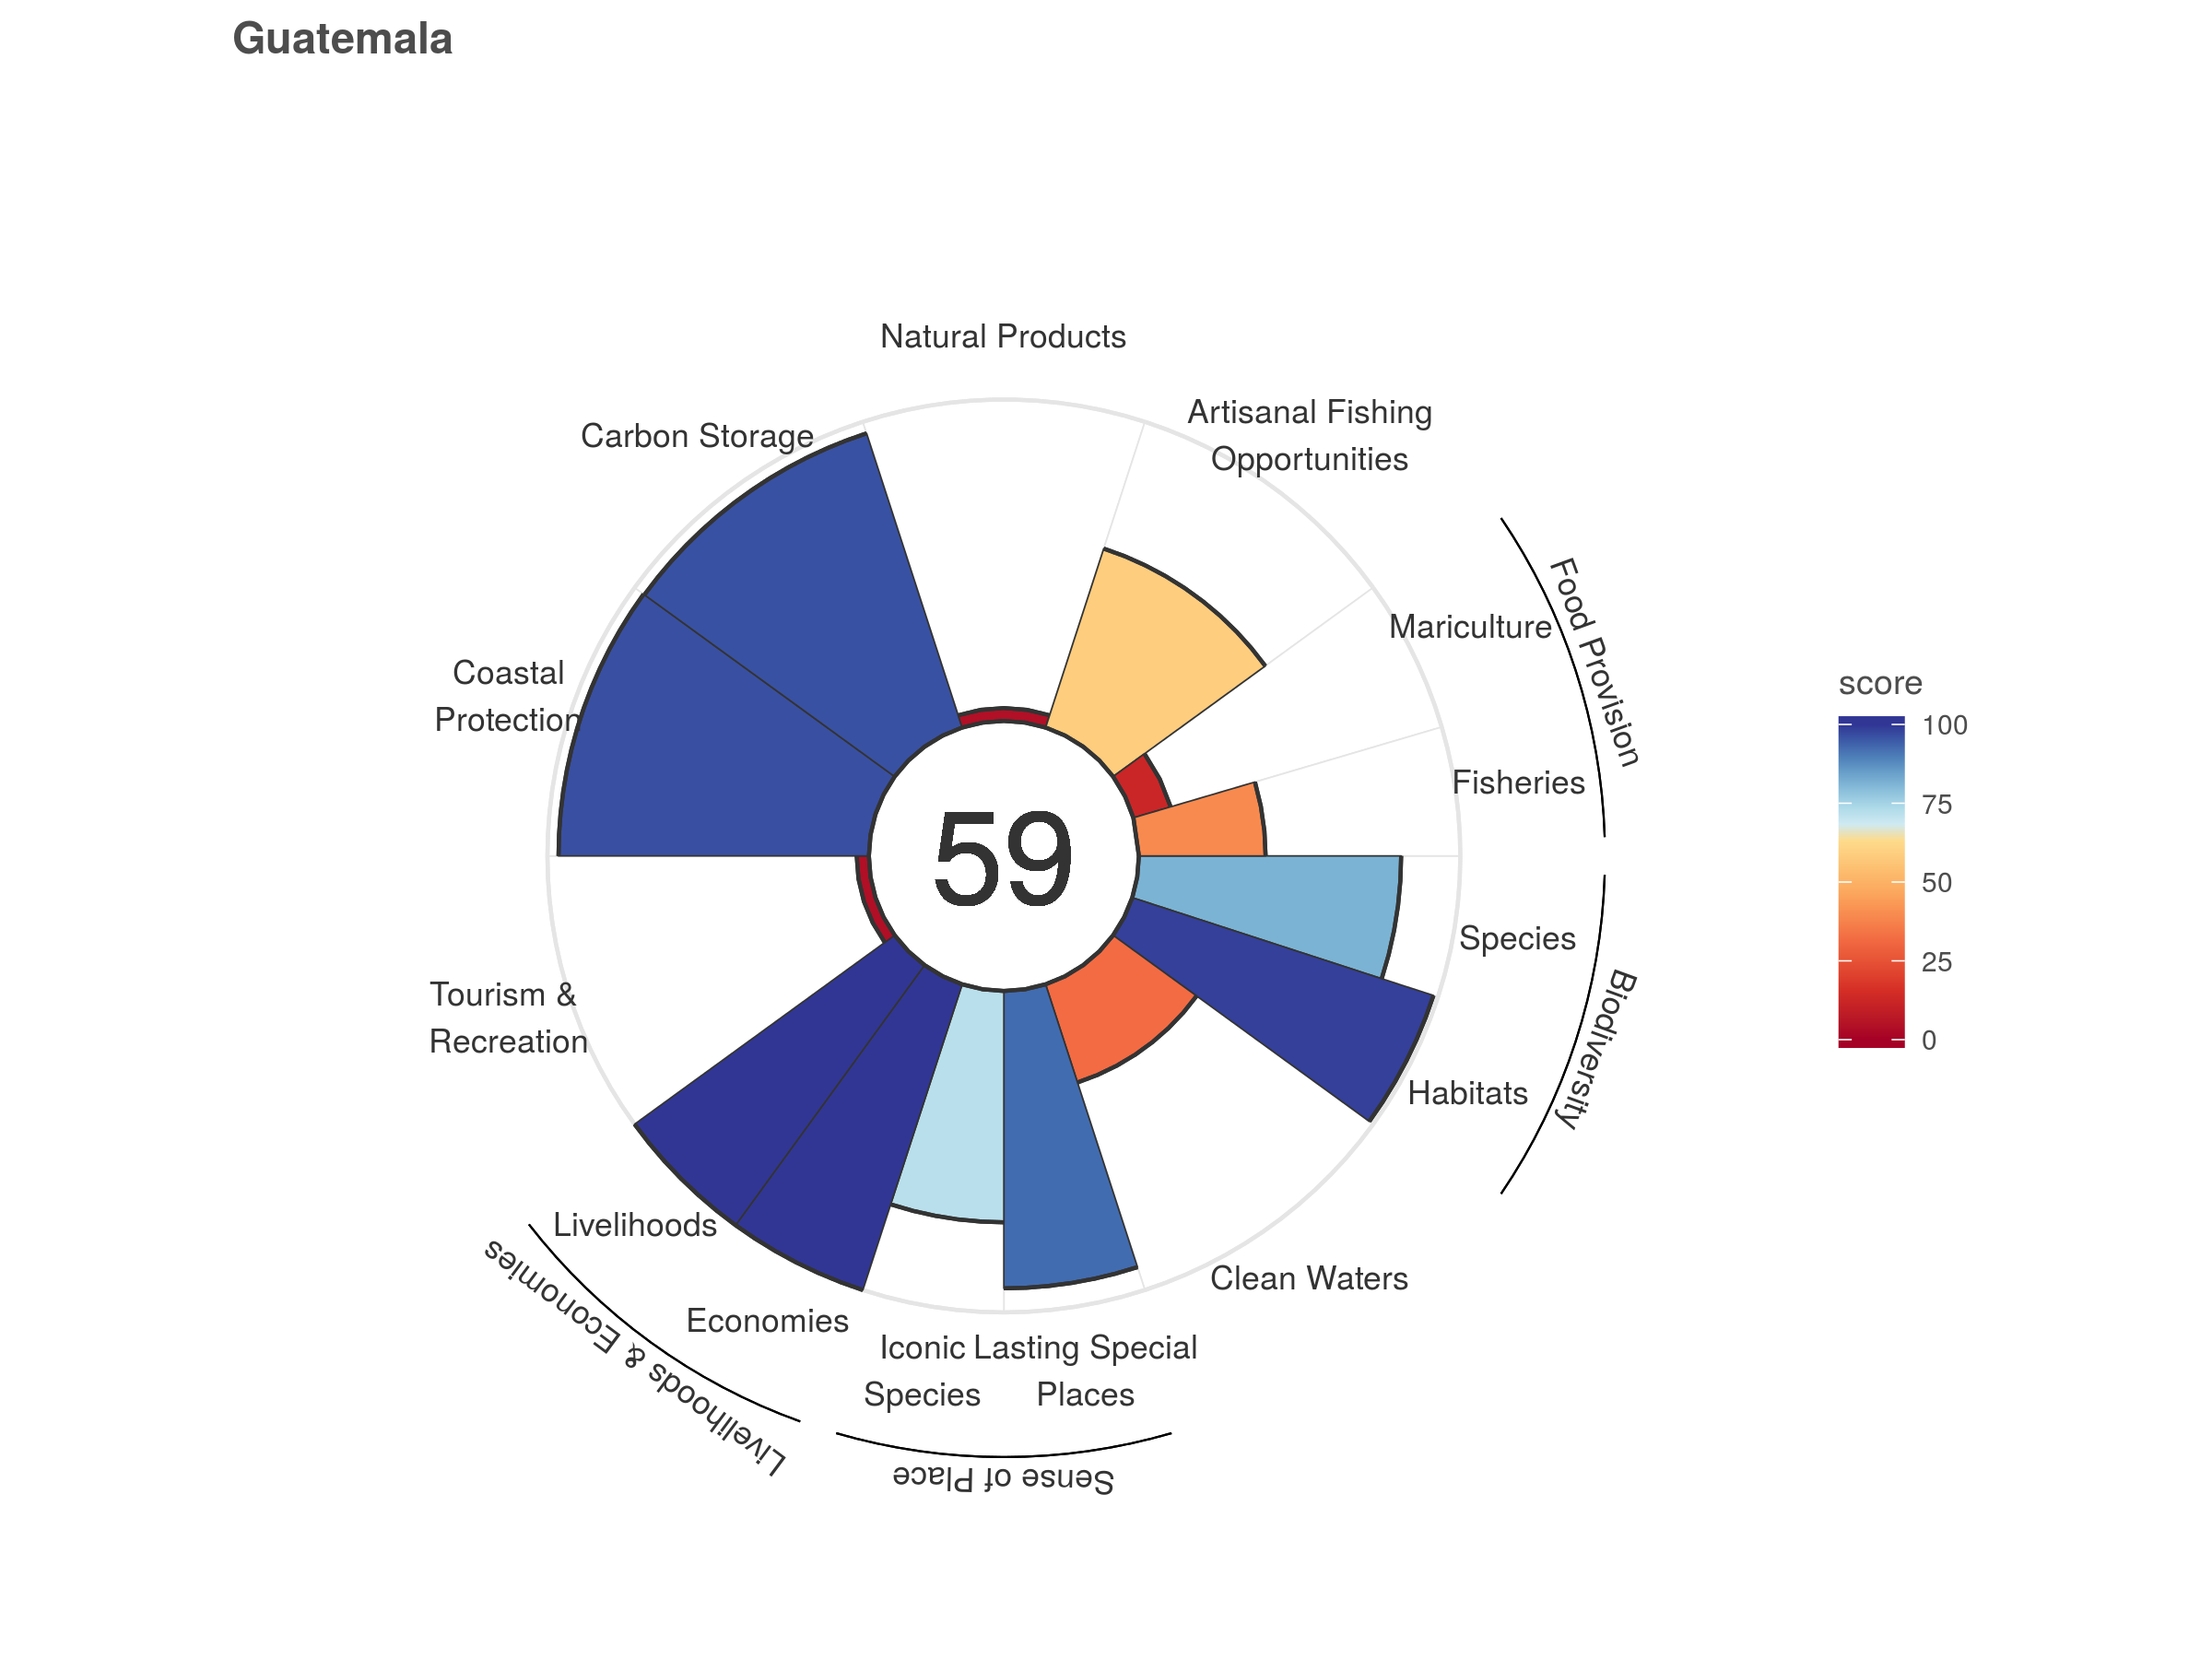 Guatemala
Natural Products
Artisanal Fishing
Opportunities
Carbon Storage
Mariculture
Food Provision
Coastal
Protection
Fisheries
59
Species
Biodiversity
Tourism &
Recreation
Habitats
Livelihoods
Livelihoods & Economies
Economies
Clean Waters
Iconic
Species
Lasting Special
Places
Sense of Place
score
100
75
50
25
0